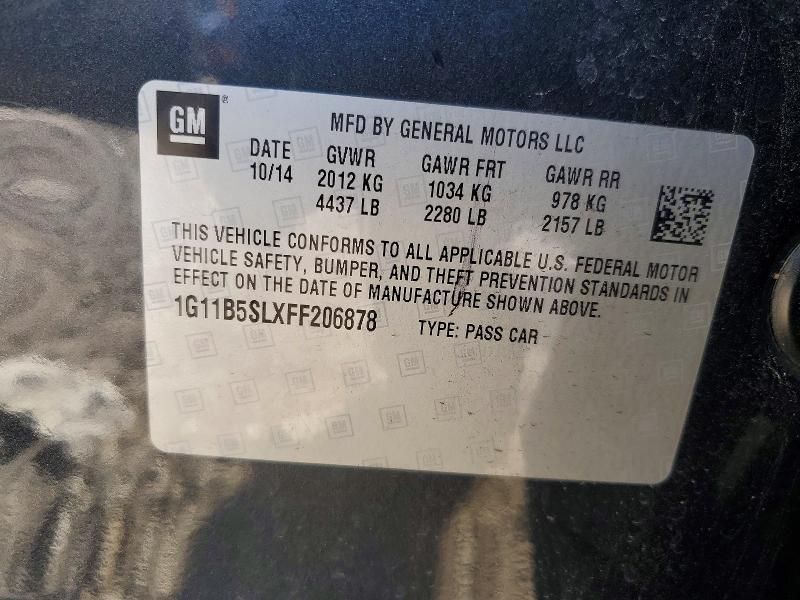 GM ®
MFD BY GENERAL MOTORS LLC
DATE GVWR GAWR FRT GAWR RR
10/14 2012 KG 1034 KG 978 KG
4437 LB 2280 LB 2157 LB
THIS VEHICLE CONFORMS TO ALL APPLICABLE U.S. FEDERAL MOTOR
VEHICLE SAFETY, BUMPER, AND THEFT PREVENTION STANDARDS IN
EFFECT ON THE DATE OF MANUFACTURE SHOWN ABOVE.
1G11B5SLXFF206878 TYPE: PASS CAR